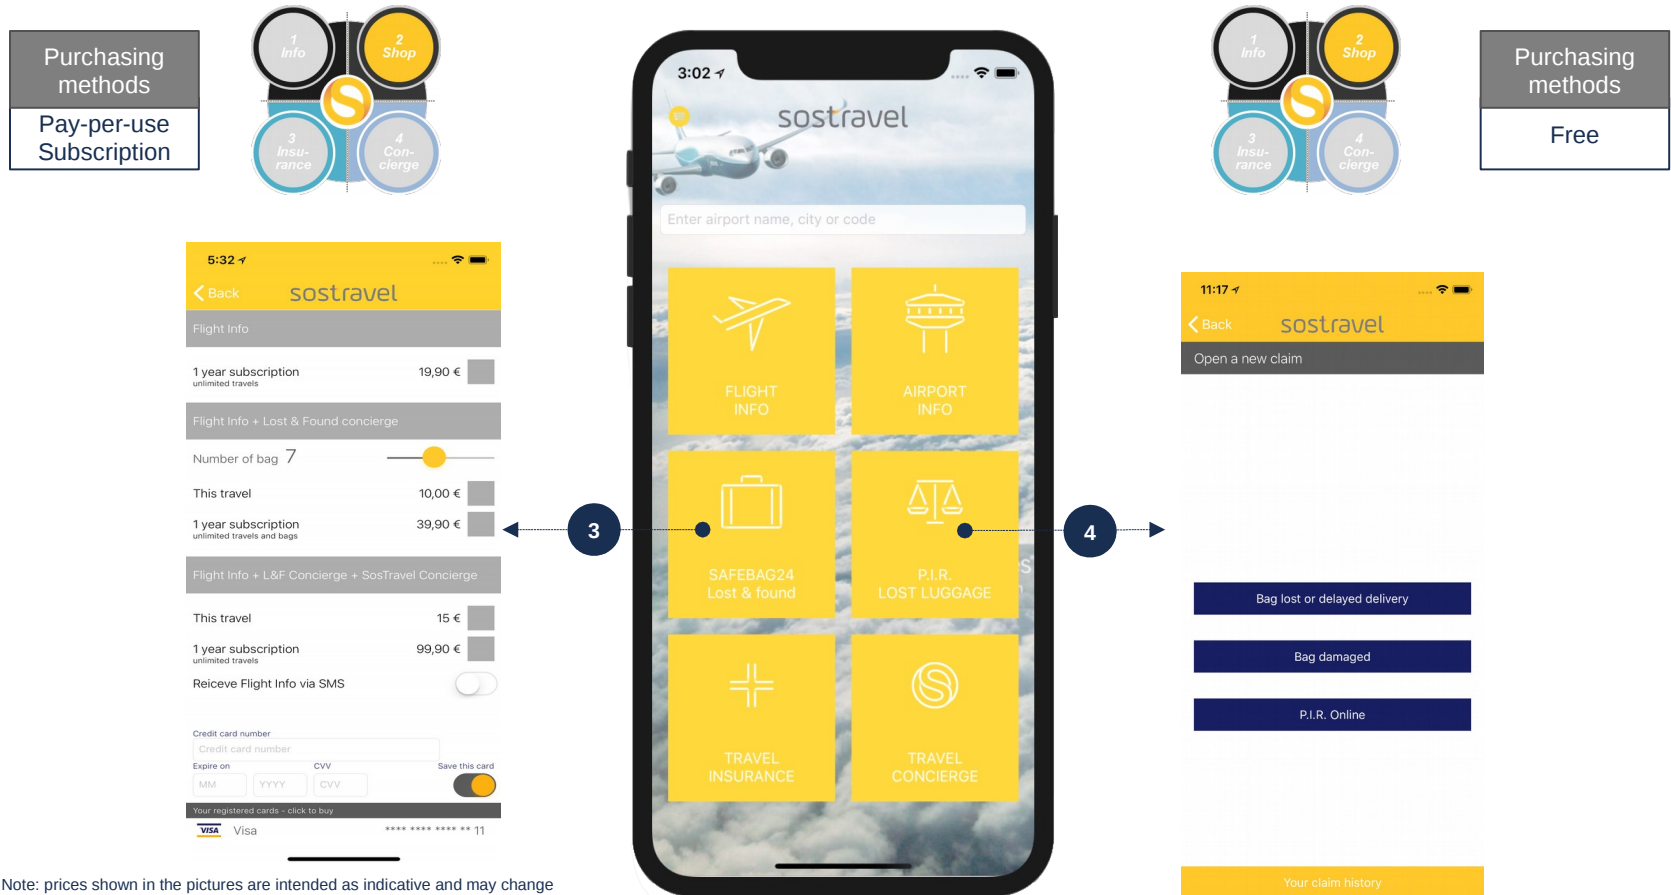 Purchasing
methods
Pay-per-use
Subscription
1
Info
2
Shop
3
Insu-
rance
4
Con-
cierge
5:32
Back
sostravel
Flight Info
1 year subscription
unlimited travels
19,90 €
Flight Info + Lost & Found concierge
Number of bag 7
This travel
10,00 €
1 year subscription
unlimited travels and bags
39,90 €
Flight Info + L&F Concierge + SosTravel Concierge
This travel
15 €
1 year subscription
unlimited travels
99,90 €
Reiceve Flight Info via SMS
Credit card number
Credit card number
Expire on
CVV
Save this card
MM
YYYY
CVV
Your registered cards - click to buy
VISA
Visa
**** **** **** ** 11
3
3:02
sostravel
Enter airport name, city or code
FLIGHT
INFO
AIRPORT
INFO
SAFEBAG24
Lost & found
P.I.R.
LOST LUGGAGE
TRAVEL
INSURANCE
TRAVEL
CONCIERGE
4
1
Info
2
Shop
3
Insu-
rance
4
Con-
cierge
Purchasing
methods
Free
11:17
Back
sostravel
Open a new claim
Bag lost or delayed delivery
Bag damaged
P.I.R. Online
Your claim history
Note: prices shown in the pictures are intended as indicative and may change